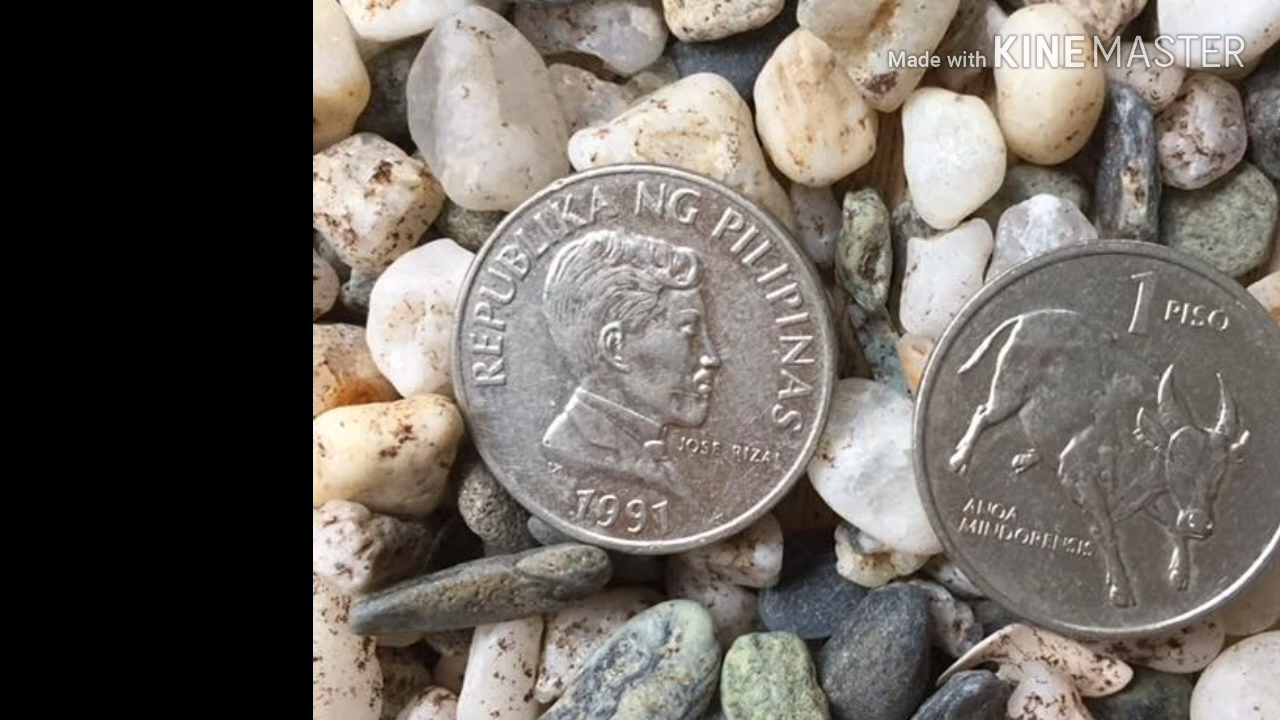 Made with KINEMASTER
REPUBLIKA NG PILIPINAS
JOSE RIZAL
1991
1 PISO
ANOA
MINDORENSIS